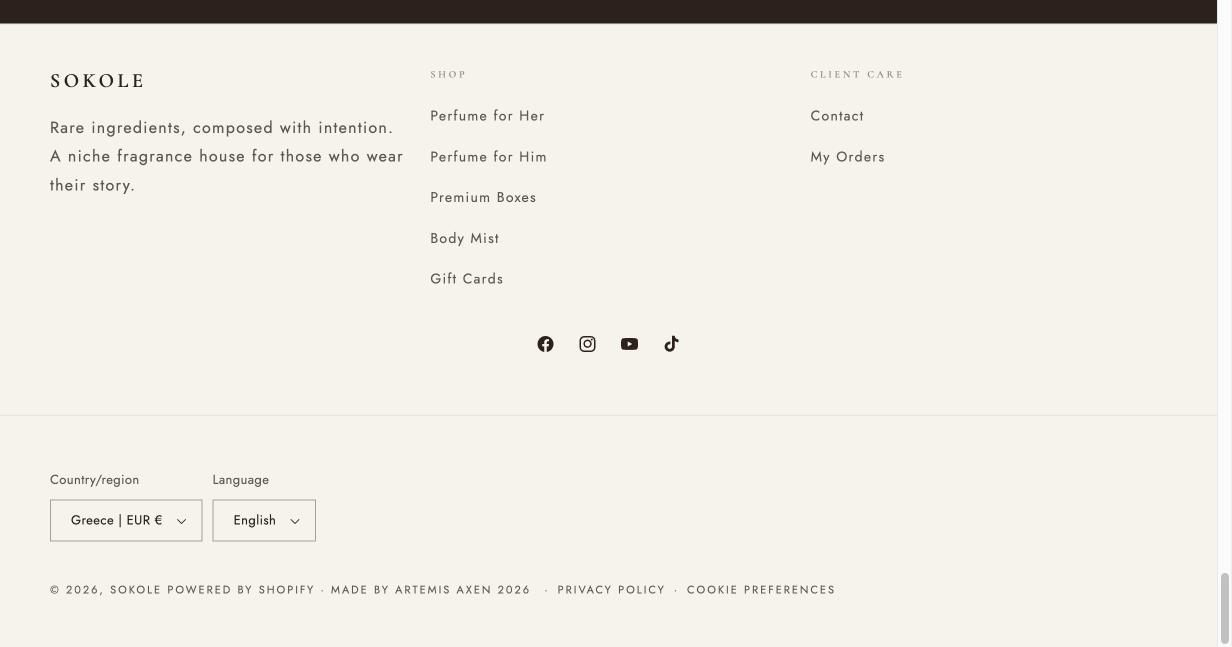 SOKOLE
Rare ingredients, composed with intention.
A niche fragrance house for those who wear
their story.
SHOP
Perfume for Her
Perfume for Him
Premium Boxes
Body Mist
Gift Cards
CLIENT CARE
Contact
My Orders
Country/region
Greece | EUR €
Language
English
© 2026, SOKOLE POWERED BY SHOPIFY · MADE BY ARTEMIS AXEN 2026 · PRIVACY POLICY · COOKIE PREFERENCES